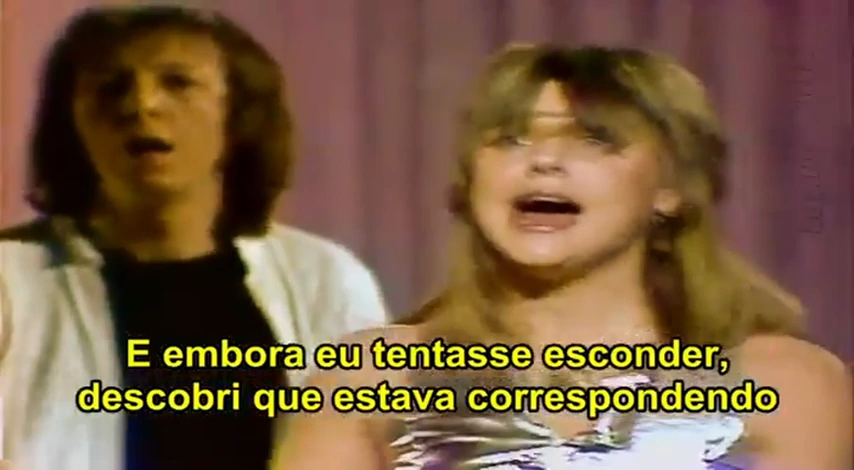 E embora eu tentasse esconder,
descobri que estava correspondendo